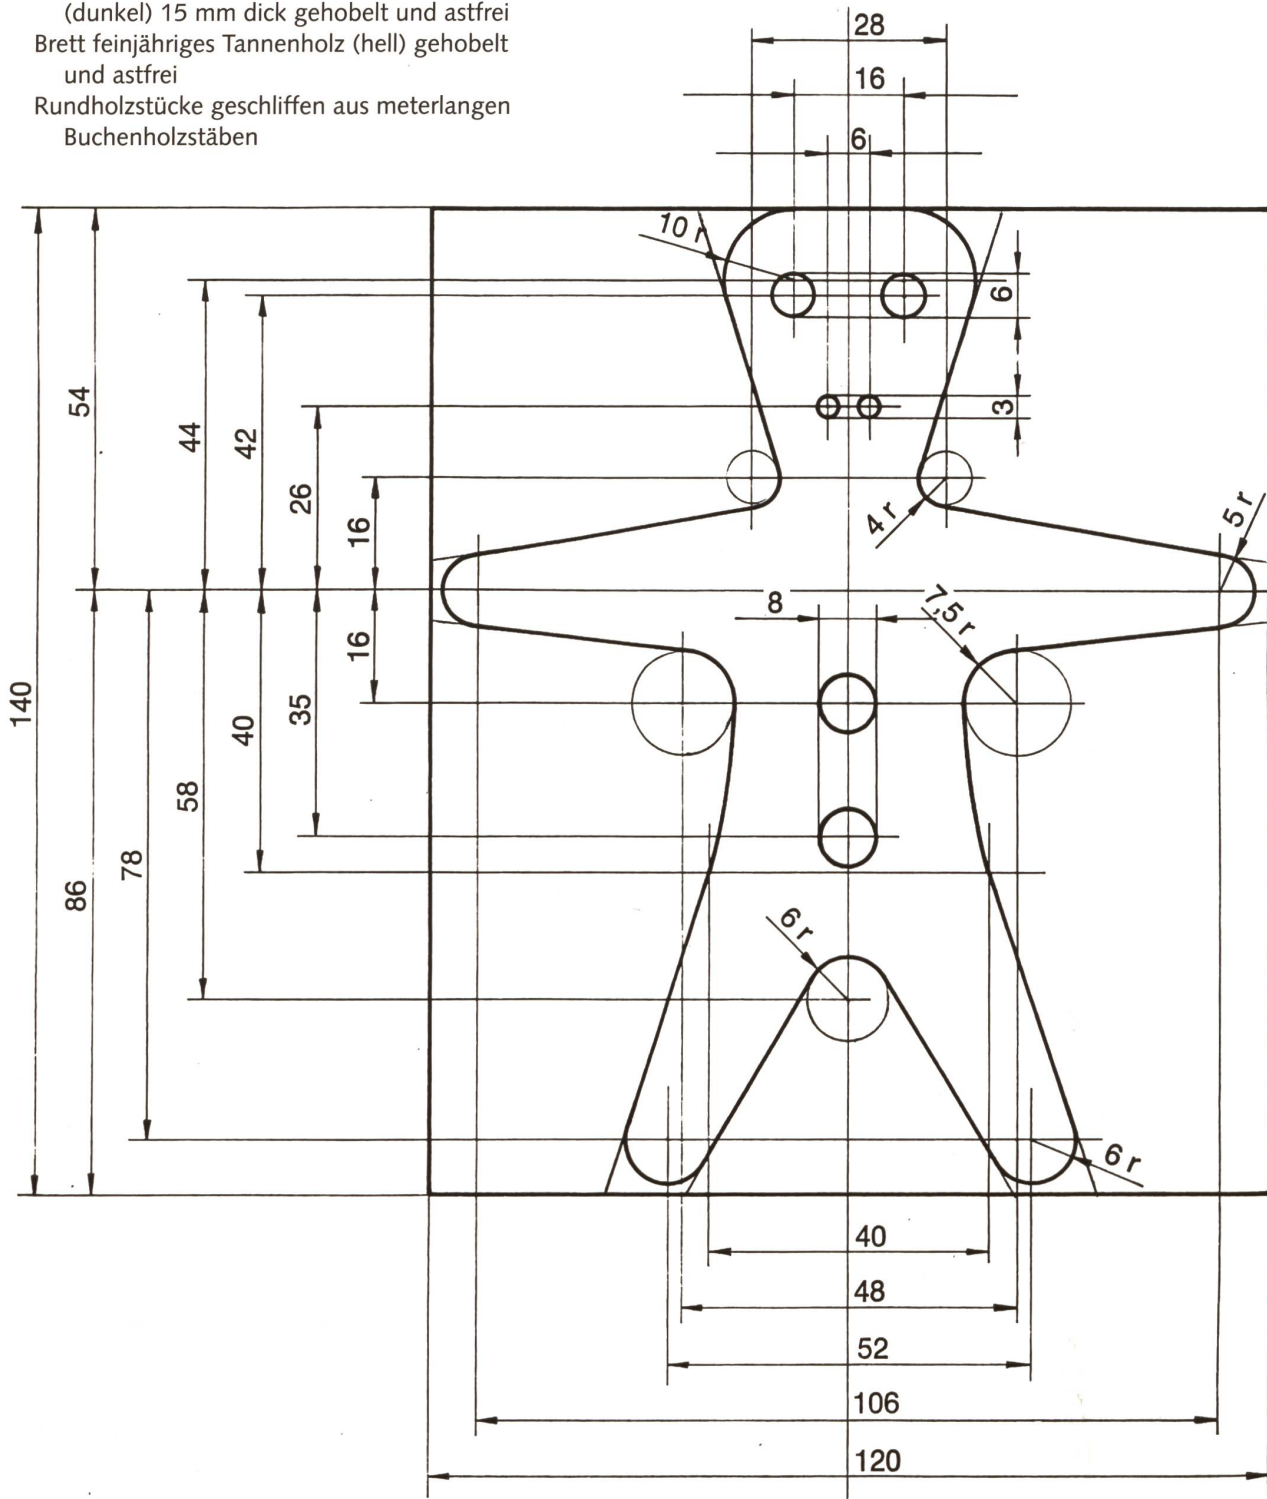 (dunkel) 15 mm dick gehobelt und astfrei
Brett feinjähriges Tannenholz (hell) gehobelt
und astfrei
Rundholzstücke geschliffen aus meterlangen
Buchenholzstäben
28
16
6
10 r
6
54
44
42
3
26
16
4 r
5 r
8
7,5 r
16
140
40
35
58
78
86
6 r
6 r
40
48
52
106
120